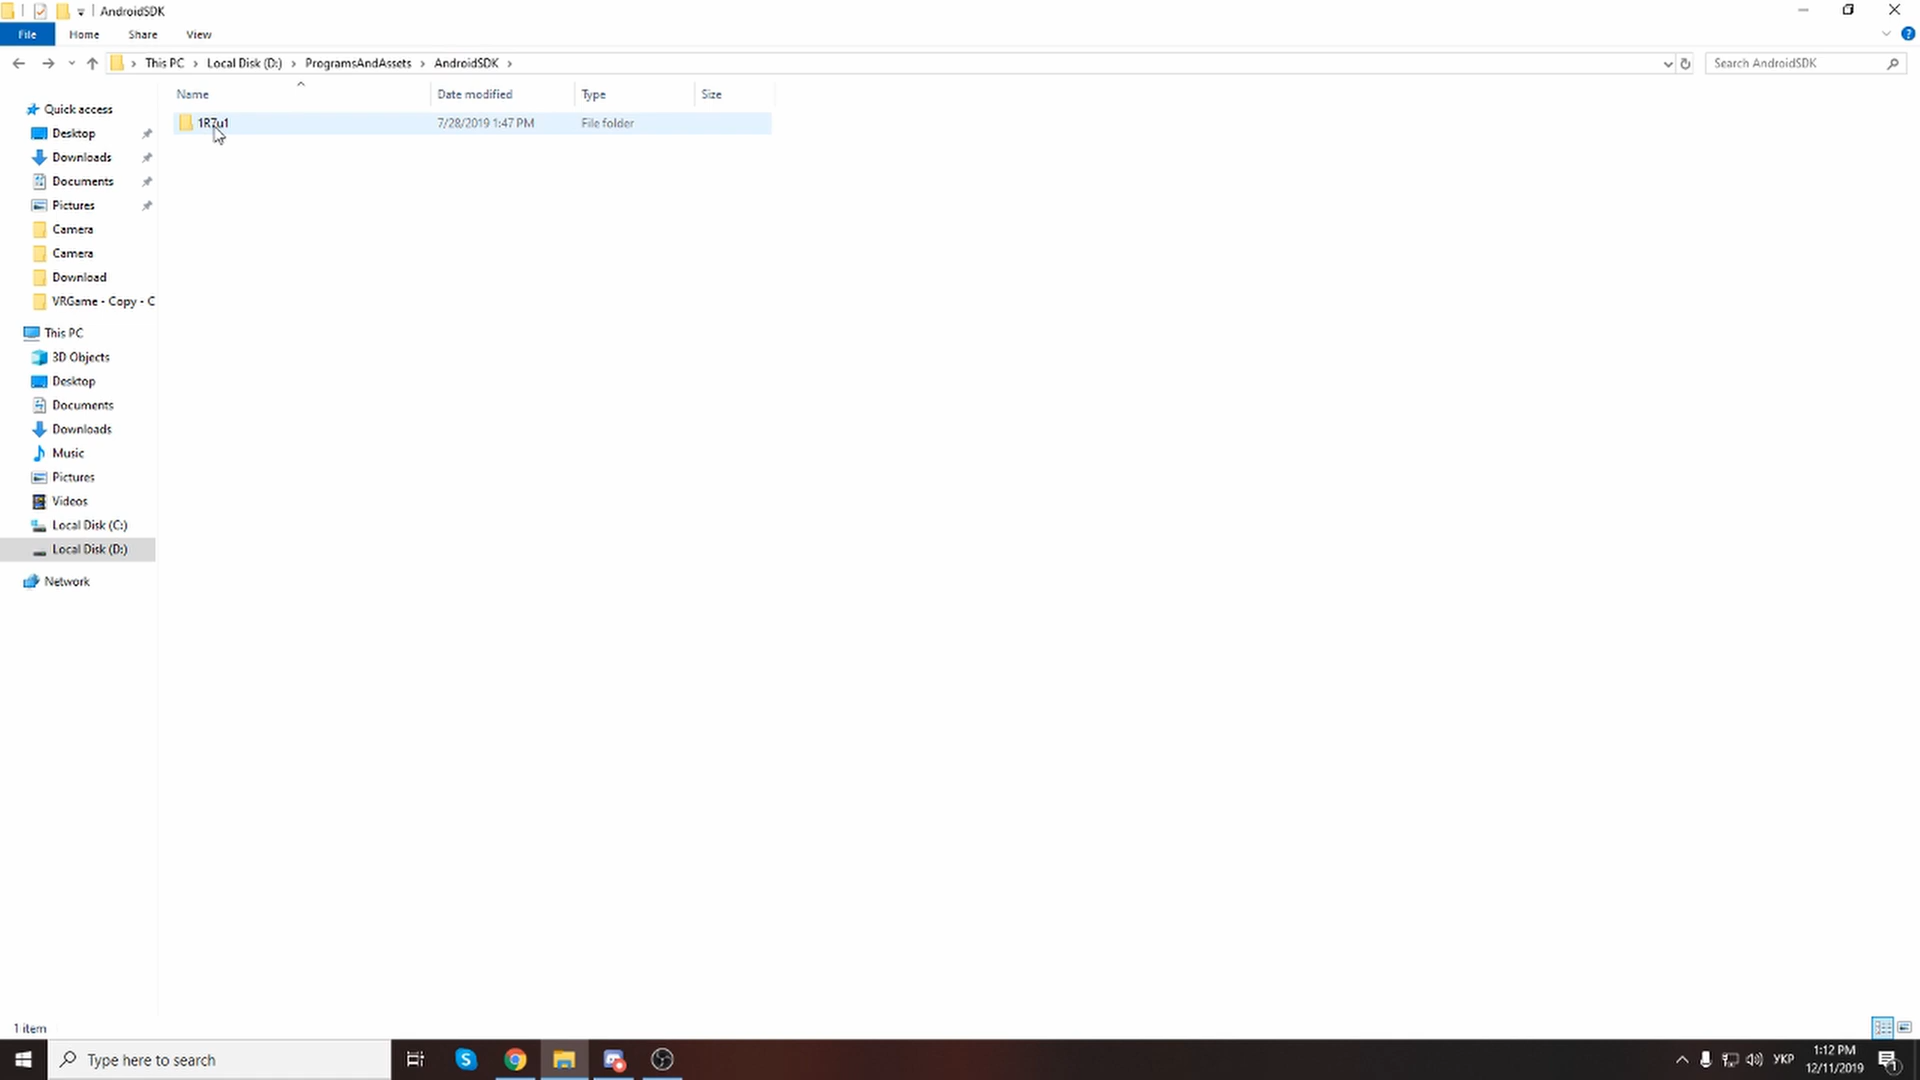 AndroidSDK
File Home Share View
This PC > Local Disk (D:) > ProgramsAndAssets > AndroidSDK >
Search AndroidSDK
Name Date modified Type Size
1R7u1 7/28/2019 1:47 PM File folder
Quick access
Desktop
Downloads
Documents
Pictures
Camera
Camera
Download
VRGame - Copy - C
This PC
3D Objects
Desktop
Documents
Downloads
Music
Pictures
Videos
Local Disk (C:)
Local Disk (D:)
Network
1 item
Type here to search
УКР
1:12 PM
12/11/2019
1